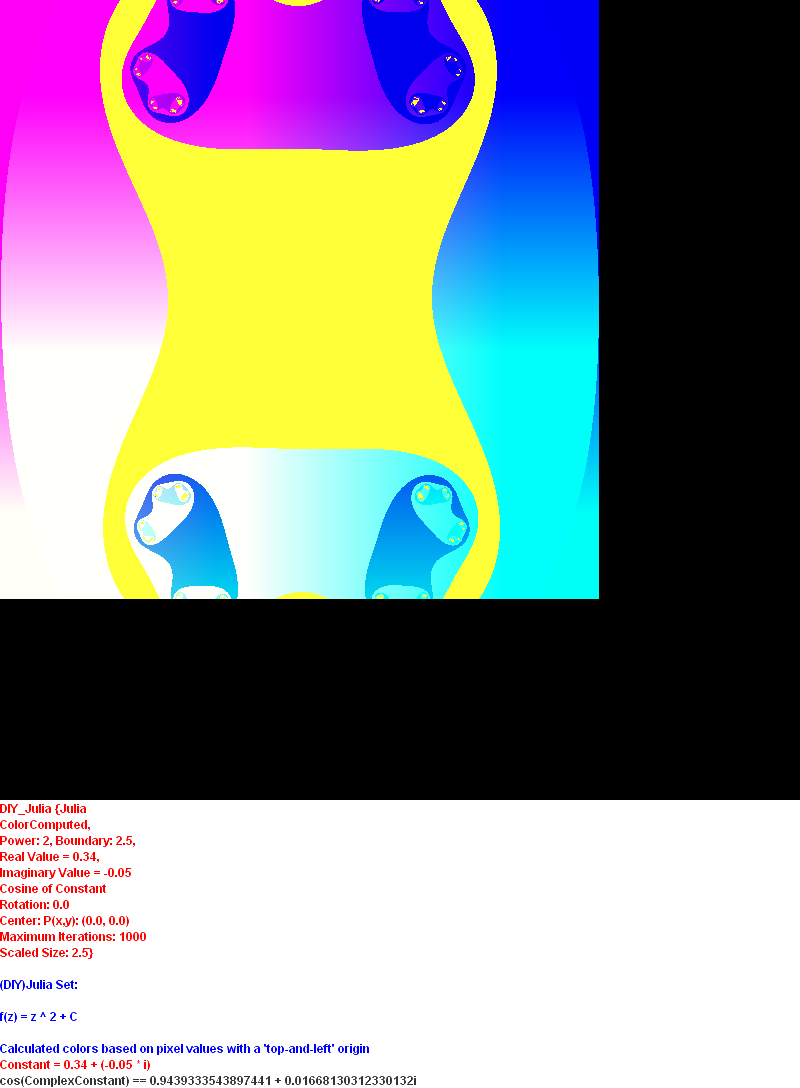 DIY_Julia {Julia
ColorComputed,
Power: 2, Boundary: 2.5,
Real Value = 0.34,
Imaginary Value = -0.05
Cosine of Constant
Rotation: 0.0
Center: P(x,y): (0.0, 0.0)
Maximum Iterations: 1000
Scaled Size: 2.5}
(DIY)Julia Set:
f(z) = z ^ 2 + C
Calculated colors based on pixel values with a 'top-and-left' origin
Constant = 0.34 + (-0.05 * i)
cos(ComplexConstant) == 0.9439333543897441 + 0.01668130312330132i